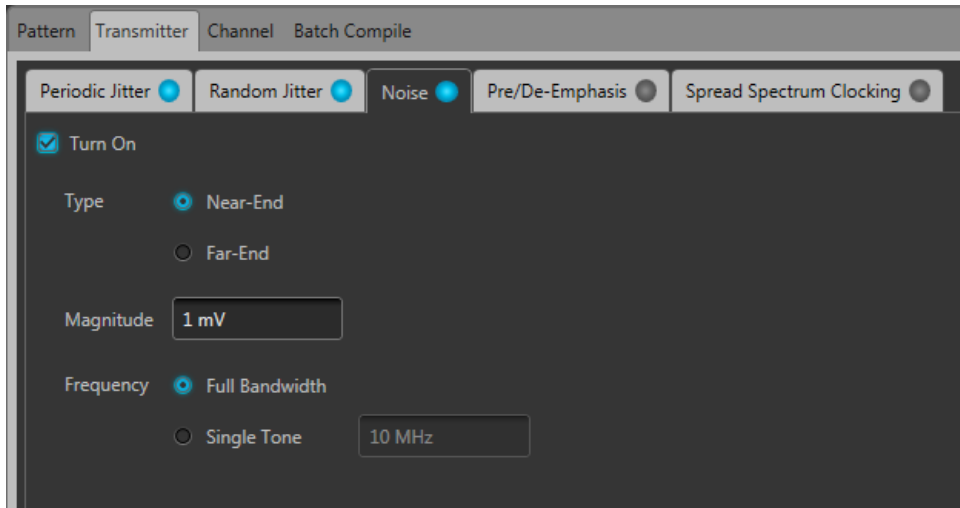 Pattern Transmitter Channel Batch Compile
Periodic Jitter Random Jitter Noise Pre/De-Emphasis Spread Spectrum Clocking
Turn On
Type Near-End
Far-End
Magnitude 1 mV
Frequency Full Bandwidth
Single Tone 10 MHz